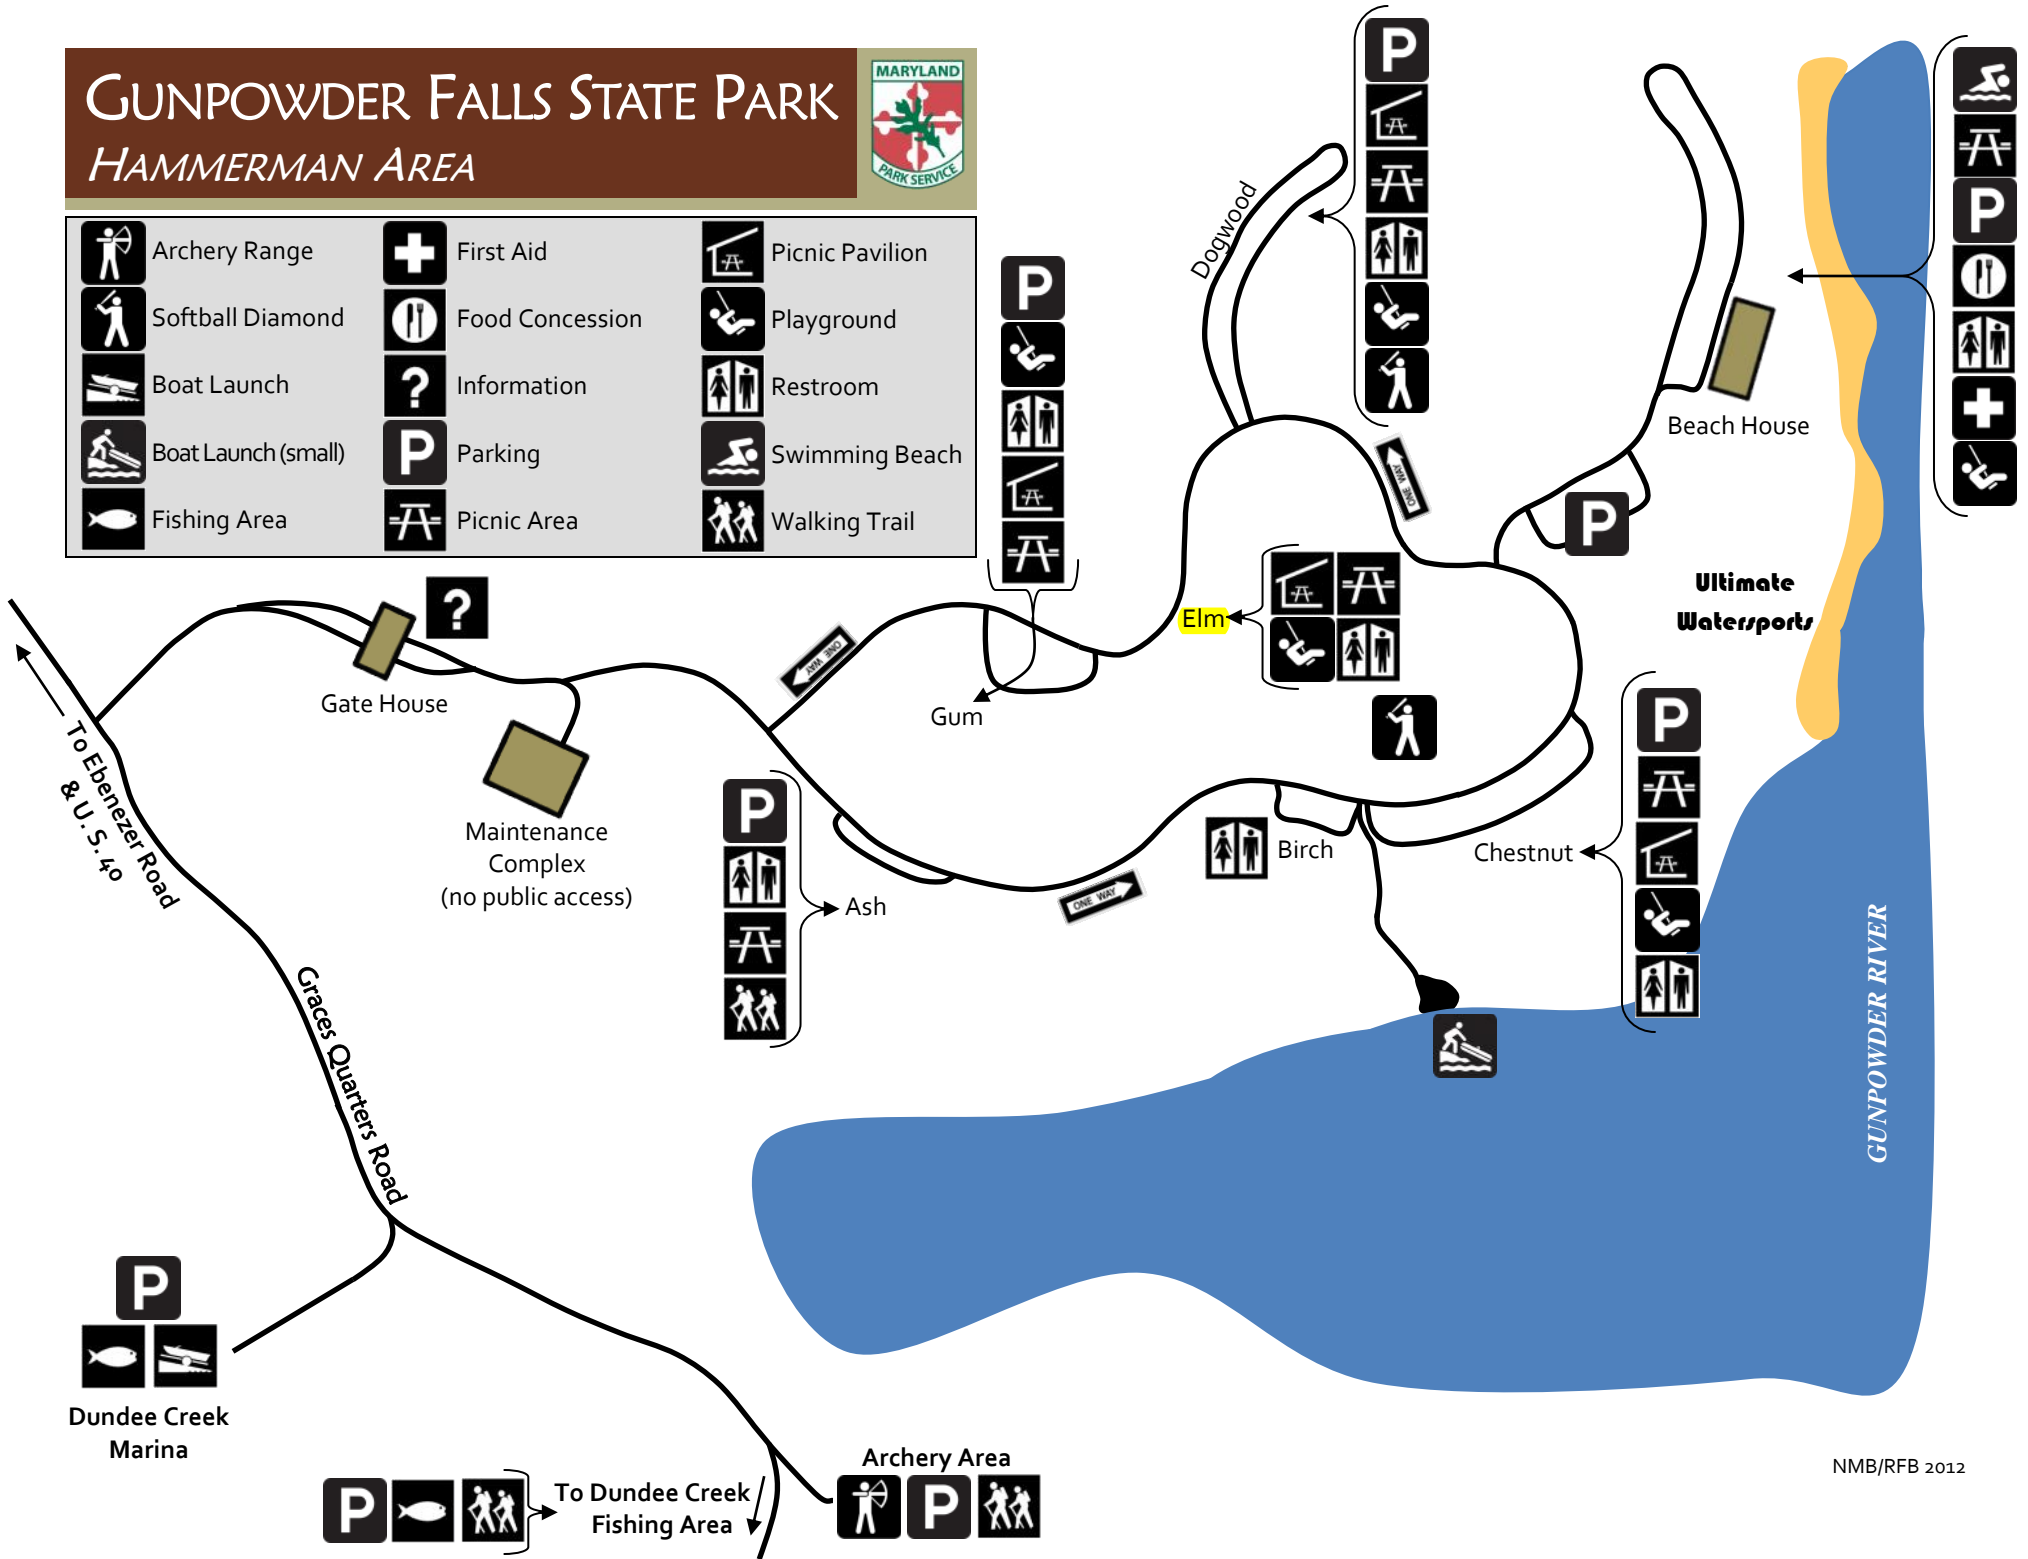 GUNPOWDER FALLS STATE PARK
HAMMERMAN AREA
MARYLAND
PARK SERVICE
Archery Range
Softball Diamond
Boat Launch
Boat Launch (small)
Fishing Area
First Aid
Food Concession
? Information
P Parking
Picnic Area
Picnic Pavilion
Playground
Restroom
Swimming Beach
Walking Trail
P
P
P
Dogwood
ONE WAY
Beach House
P
Ultimate
Watersports
Elm
?
Gate House
ONE WAY
Gum
Maintenance
Complex
(no public access)
To Ebenezer Road
& U. S. 40
P
Ash
ONE WAY
Birch
P
Chestnut
GUNPOWDER RIVER
Graces Quarters Road
P
Dundee Creek
Marina
P
To Dundee Creek
Fishing Area
Archery Area
P
NMB/RFB 2012